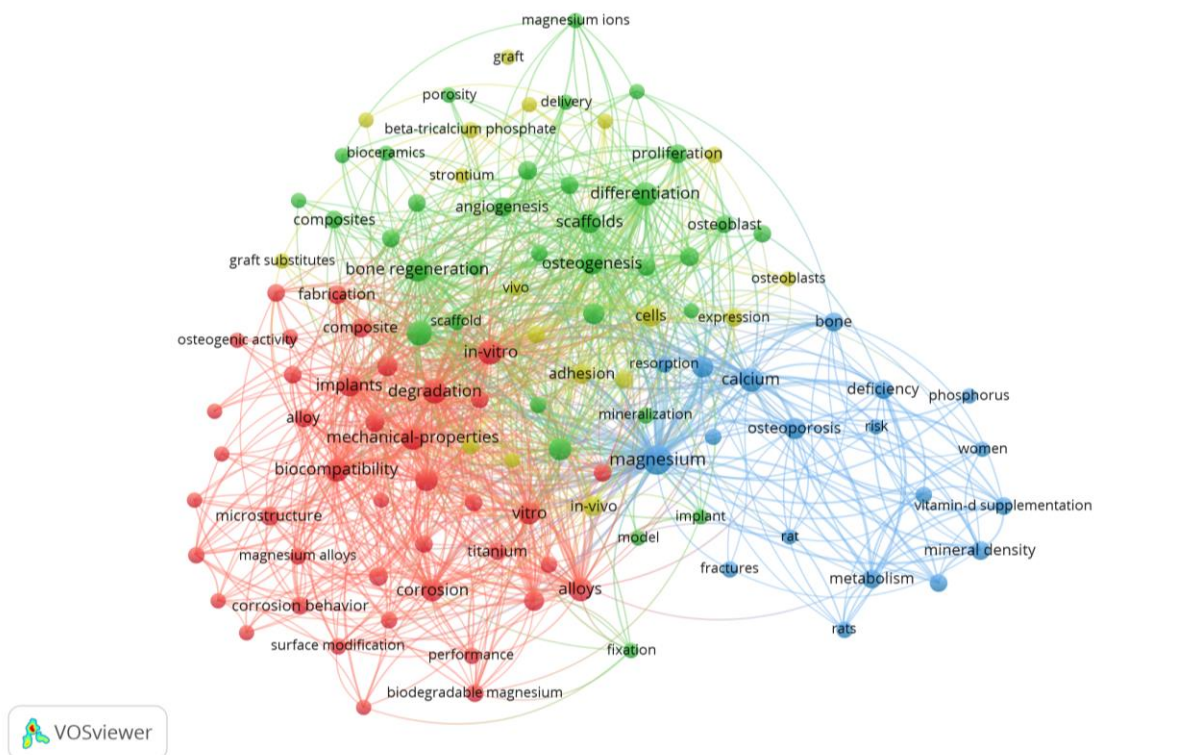 magnesium ions
graft
porosity
delivery
beta-tricalcium phosphate
bioceramics
proliferation
strontium
differentiation
angiogenesis
composites
scaffolds
osteoblast
graft substitutes
bone regeneration
osteogenesis
osteoblasts
vivo
fabrication
cells
expression
bone
scaffold
composite
osteogenic activity
in-vitro
resorption
adhesion
calcium
implants
degradation
deficiency
phosphorus
alloy
mineralization
osteoporosis
risk
mechanical-properties
women
magnesium
biocompatibility
vitamin-d supplementation
in-vivo
vitro
microstructure
implant
rat
model
titanium
mineral density
magnesium alloys
fractures
metabolism
corrosion
alloys
corrosion behavior
rats
surface modification
performance
fixation
biodegradable magnesium
VOSviewer